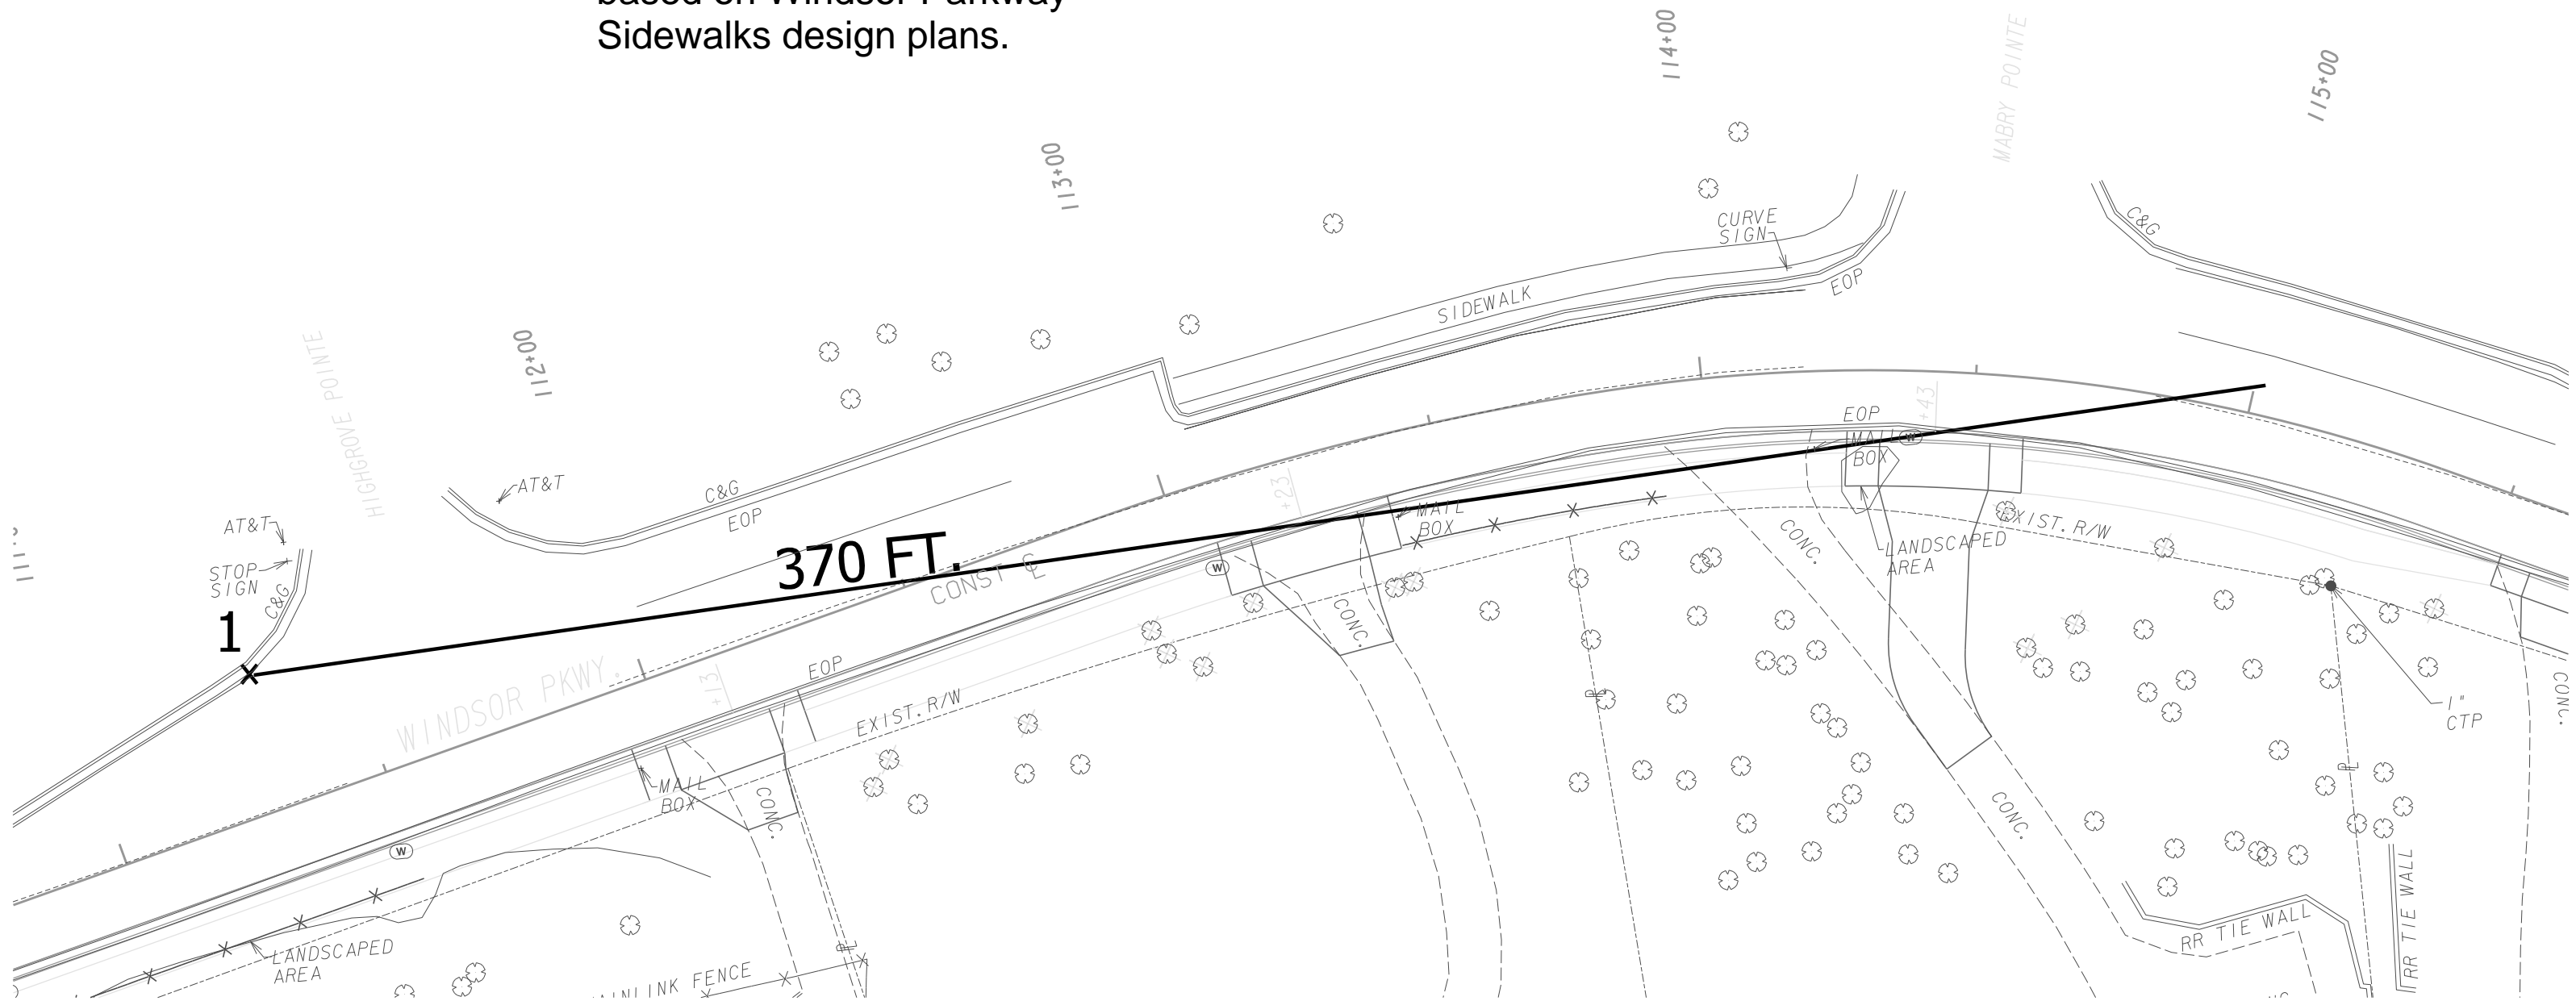 Sidewalks design plans.
114+00
MABRY POINTE
115+00
113+00
C&G
CURVE
SIGN
EOP
SIDEWALK
112+00
HIGHGROVE POINTE
+43
EOP
MAIL
BOX
W
AT&T
C&G
EOP
+23
MAIL
BOX
AT&T
STOP
SIGN
C&G
1
370 FT.
CONST ℄
W
CONC.
CONC.
EXIST. R/W
LANDSCAPED
AREA
WINDSOR PKWY.
+13
EOP
EXIST. R/W
MAIL
BOX
CONC.
W
1"
CTP
CONC.
CONC.
LANDSCAPED
AREA
RR TIE WALL
RR TIE WALL
FENCE